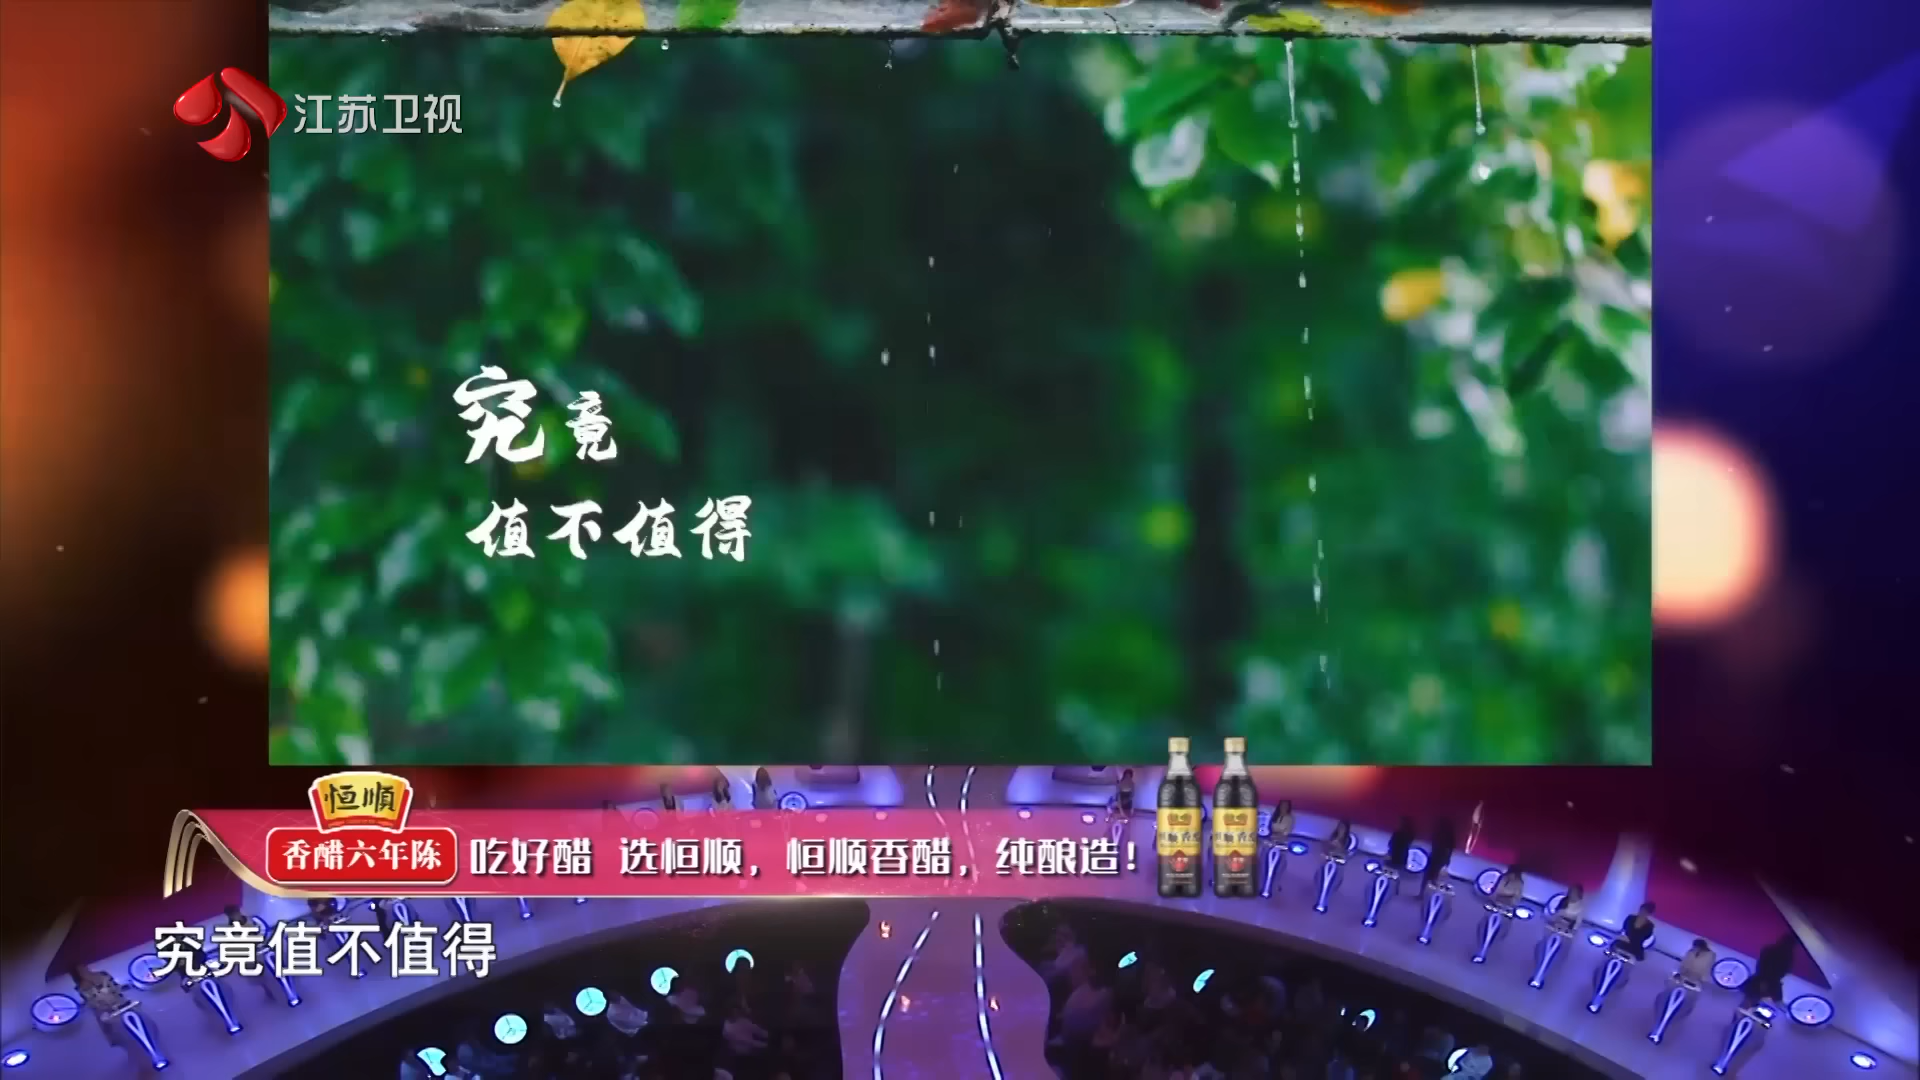 江苏卫视
究竟
值不值得
恒顺
香醋六年陈
吃好醋 选恒顺，恒顺香醋，纯酿造！
究竟值不值得